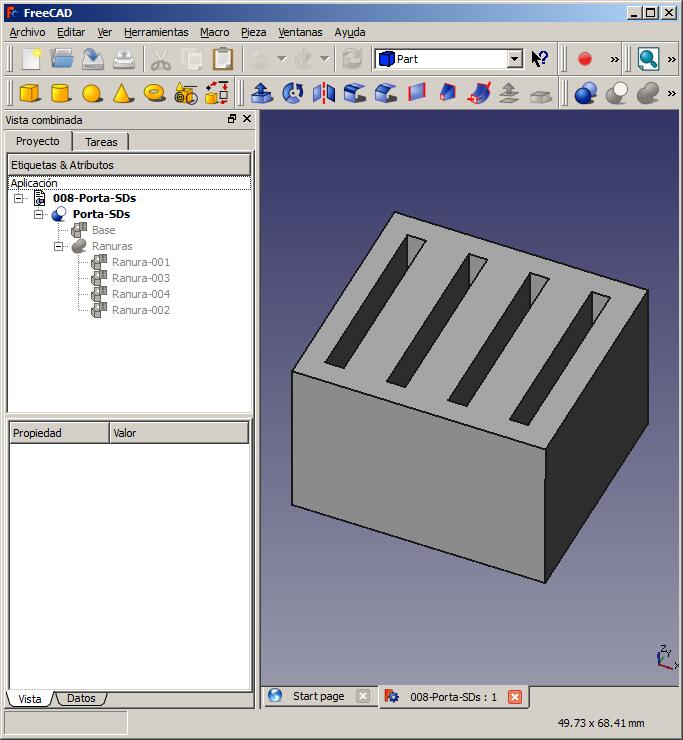 FreeCAD
Archivo Editar Ver Herramientas Macro Pieza Ventanas Ayuda
Part
Vista combinada
Proyecto Tareas
Etiquetas & Atributos
Aplicación
008-Porta-SDs
Porta-SDs
Base
Ranuras
Ranura-001
Ranura-003
Ranura-004
Ranura-002
Propiedad Valor
Z Y X
Vista Datos
Start page 008-Porta-SDs : 1
49.73 x 68.41 mm